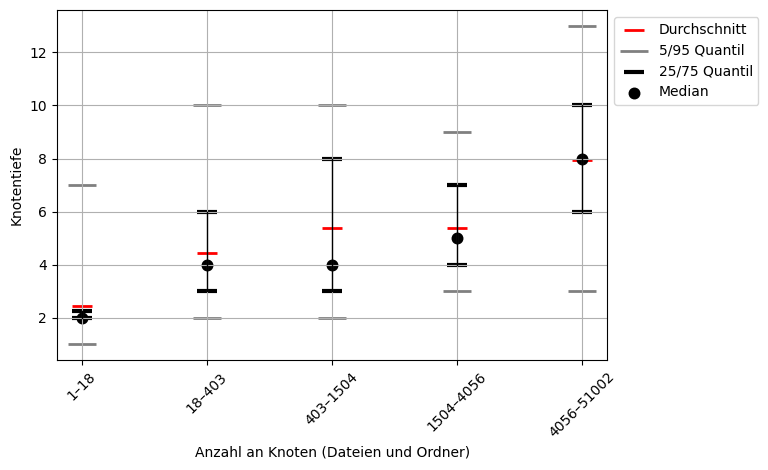 Durchschnitt
5/95 Quantil
25/75 Quantil
Median
Knotentiefe
12
10
8
6
4
2
1–18
18–403
403–1504
1504–4056
4056–51002
Anzahl an Knoten (Dateien und Ordner)